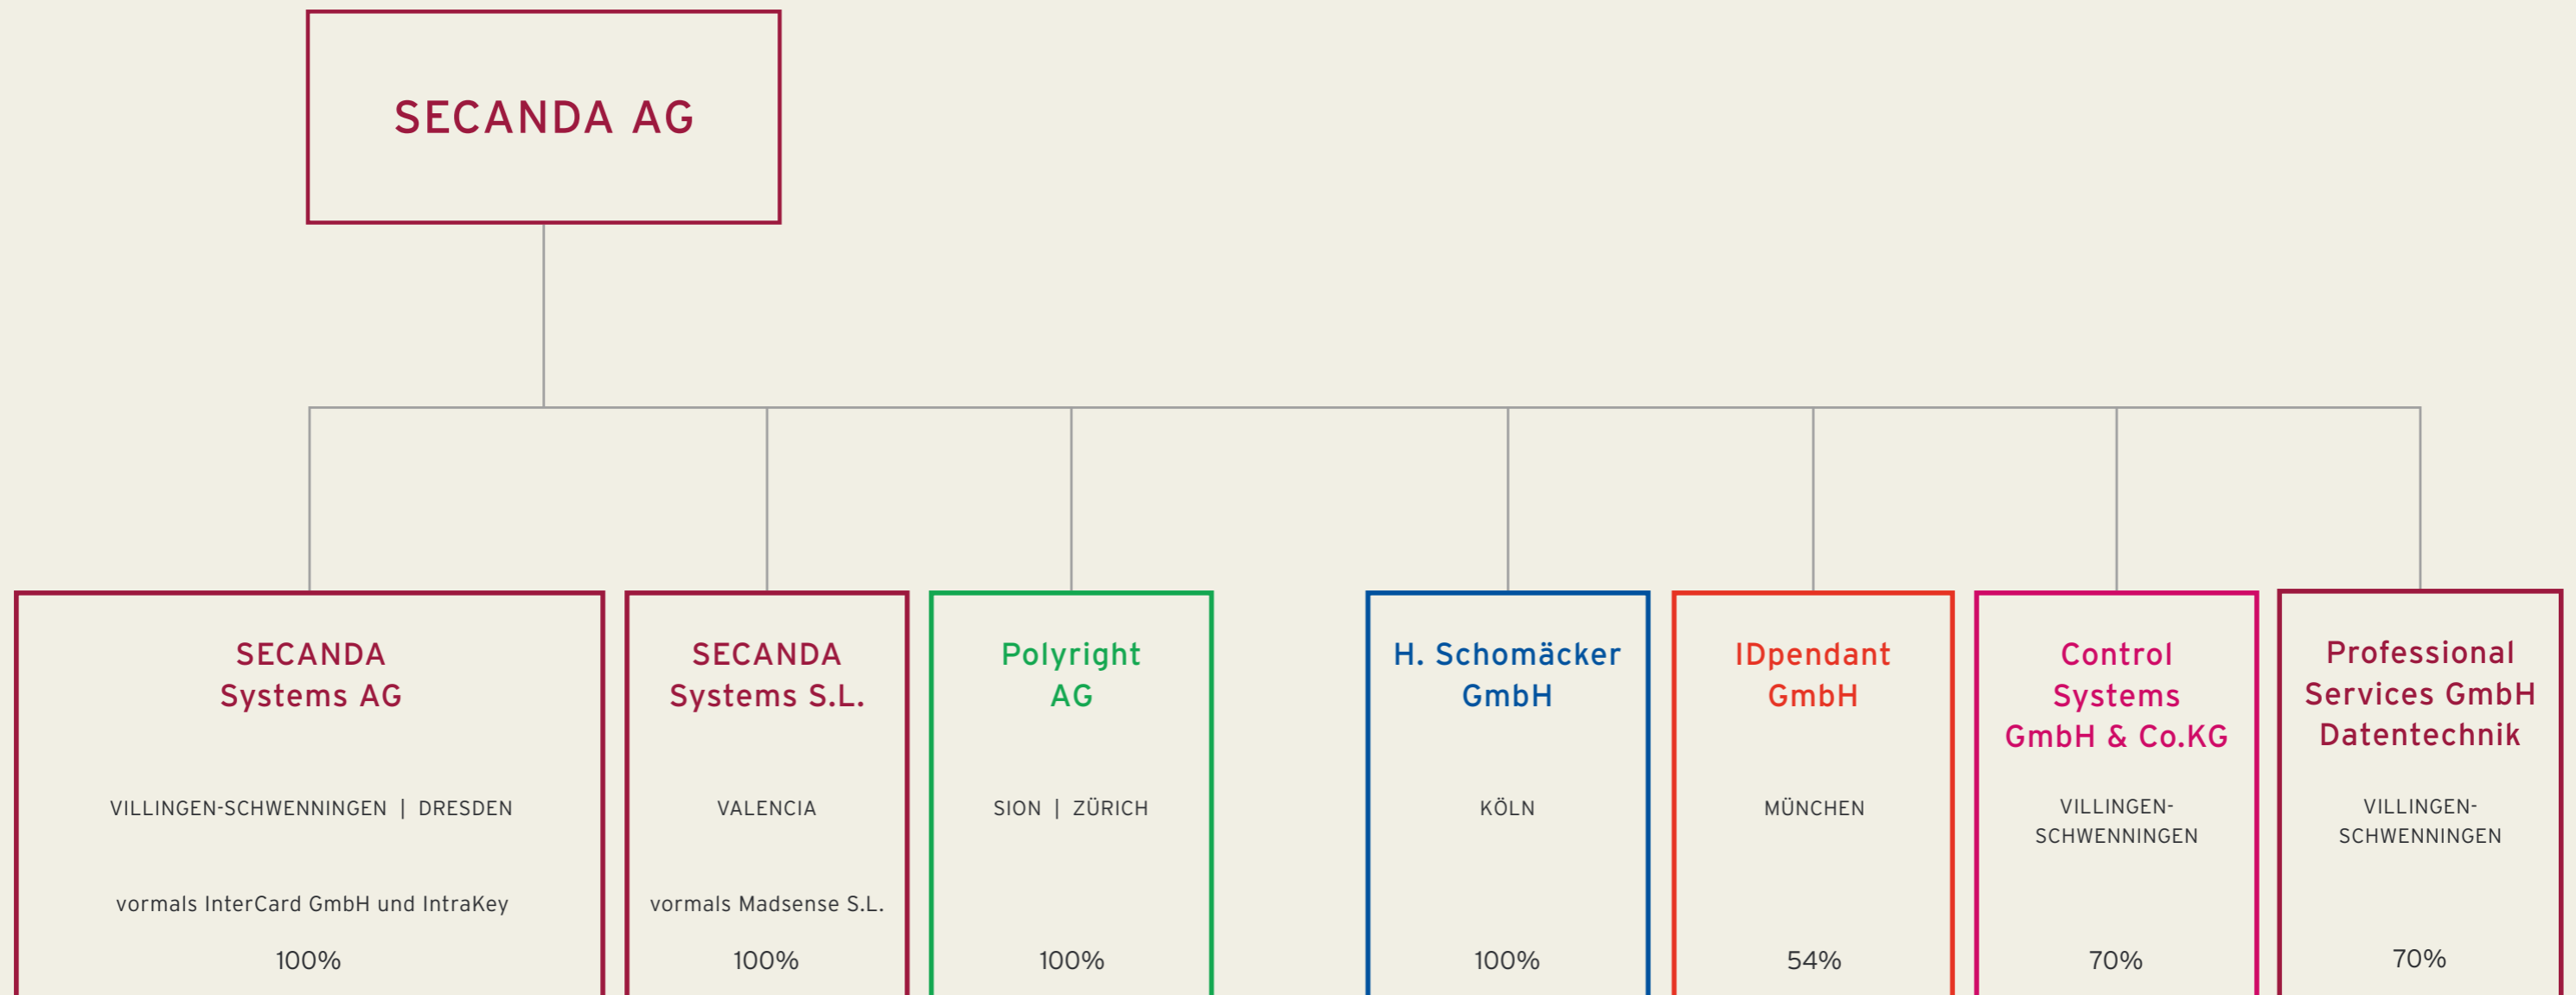 SECANDA AG
SECANDA
Systems AG
VILLINGEN-SCHWENNINGEN | DRESDEN
vormals InterCard GmbH und IntraKey
100%
SECANDA
Systems S.L.
VALENCIA
vormals Madsense S.L.
100%
Polyright
AG
SION | ZÜRICH
100%
H. Schomäcker
GmbH
KÖLN
100%
IDpendant
GmbH
MÜNCHEN
54%
Control
Systems
GmbH & Co.KG
VILLINGEN-
SCHWENNINGEN
70%
Professional
Services GmbH
Datentechnik
VILLINGEN-
SCHWENNINGEN
70%